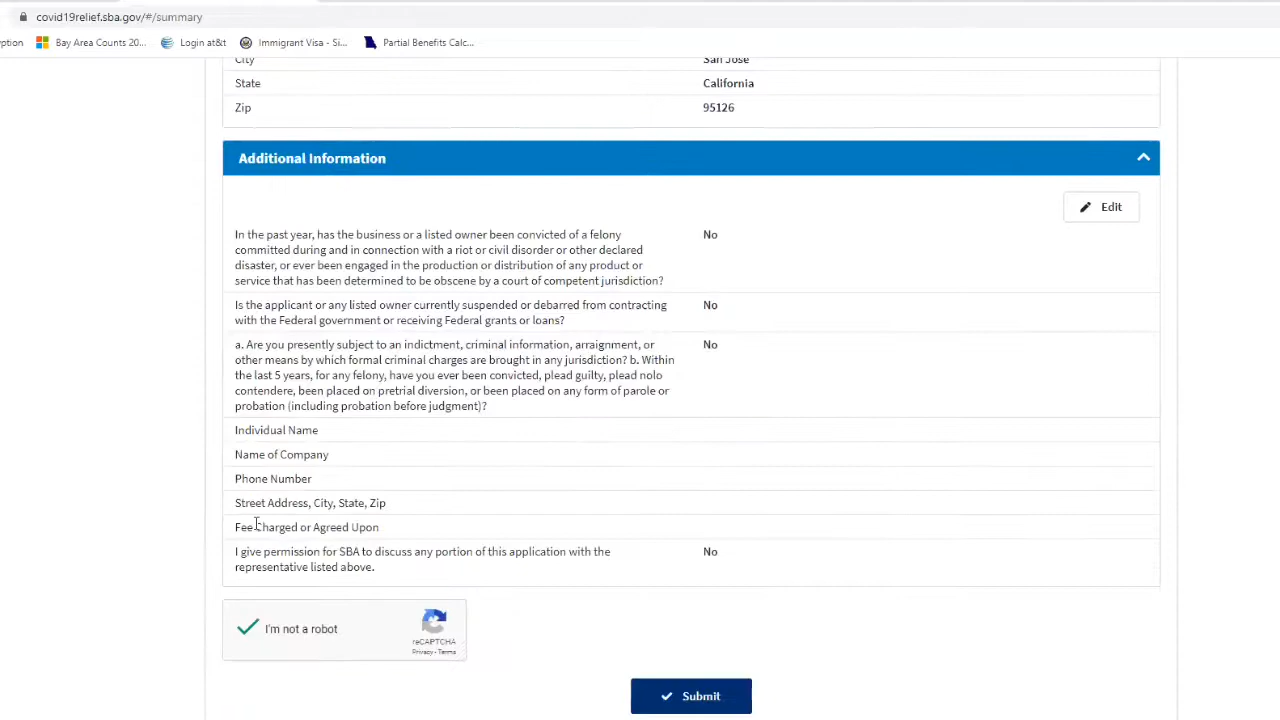 covid19relief.sba.gov/#/summary
ption Bay Area Counts 20... Login at&t Immigrant Visa - Si... Partial Benefits Calc...
City San Jose
State California
Zip 95126
Additional Information
Edit
In the past year, has the business or a listed owner been convicted of a felony No
committed during and in connection with a riot or civil disorder or other declared
disaster, or ever been engaged in the production or distribution of any product or
service that has been determined to be obscene by a court of competent jurisdiction?
Is the applicant or any listed owner currently suspended or debarred from contracting No
with the Federal government or receiving Federal grants or loans?
a. Are you presently subject to an indictment, criminal information, arraignment, or No
other means by which formal criminal charges are brought in any jurisdiction? b. Within
the last 5 years, for any felony, have you ever been convicted, plead guilty, plead nolo
contendere, been placed on pretrial diversion, or been placed on any form of parole or
probation (including probation before judgment)?
Individual Name
Name of Company
Phone Number
Street Address, City, State, Zip
Fee Charged or Agreed Upon
I give permission for SBA to discuss any portion of this application with the No
representative listed above.
I'm not a robot
reCAPTCHA
Privacy - Terms
Submit